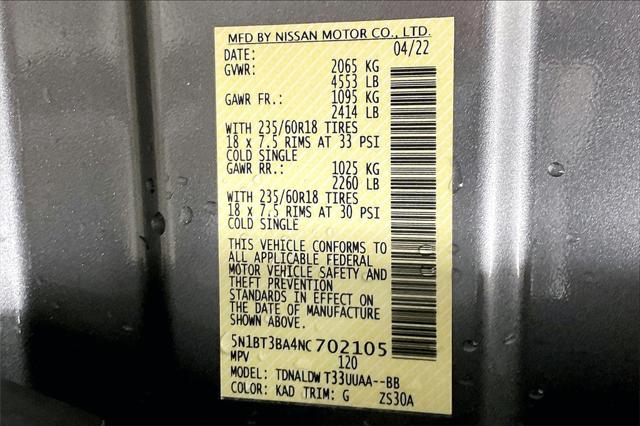 MFD BY NISSAN MOTOR CO., LTD.
DATE: 04/22
GVWR: 2065 KG
4553 LB
GAWR FR.: 1095 KG
2414 LB
WITH 235/60R18 TIRES
18 x 7.5 RIMS AT 33 PSI
COLD SINGLE
GAWR RR.: 1025 KG
2260 LB
WITH 235/60R18 TIRES
18 x 7.5 RIMS AT 30 PSI
COLD SINGLE
THIS VEHICLE CONFORMS TO
ALL APPLICABLE FEDERAL
MOTOR VEHICLE SAFETY AND
THEFT PREVENTION
STANDARDS IN EFFECT ON
THE DATE OF MANUFACTURE
SHOWN ABOVE.
5N1BT3BA4NC702105
MPV 120
MODEL: TDNALDW T33UUAA--BB
COLOR: KAD TRIM: G ZS30A